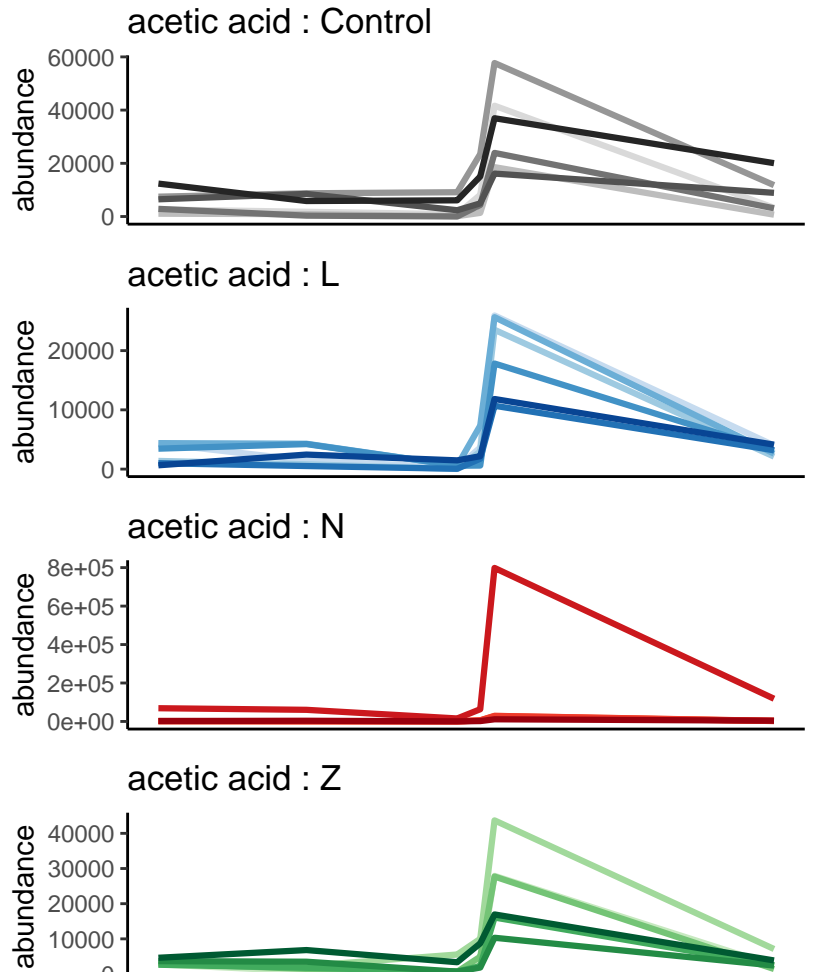 acetic acid : Control
abundance
60000
40000
20000
0
acetic acid : L
abundance
20000
10000
0
acetic acid : N
abundance
8e+05
6e+05
4e+05
2e+05
0e+00
acetic acid : Z
abundance
40000
30000
20000
10000
0